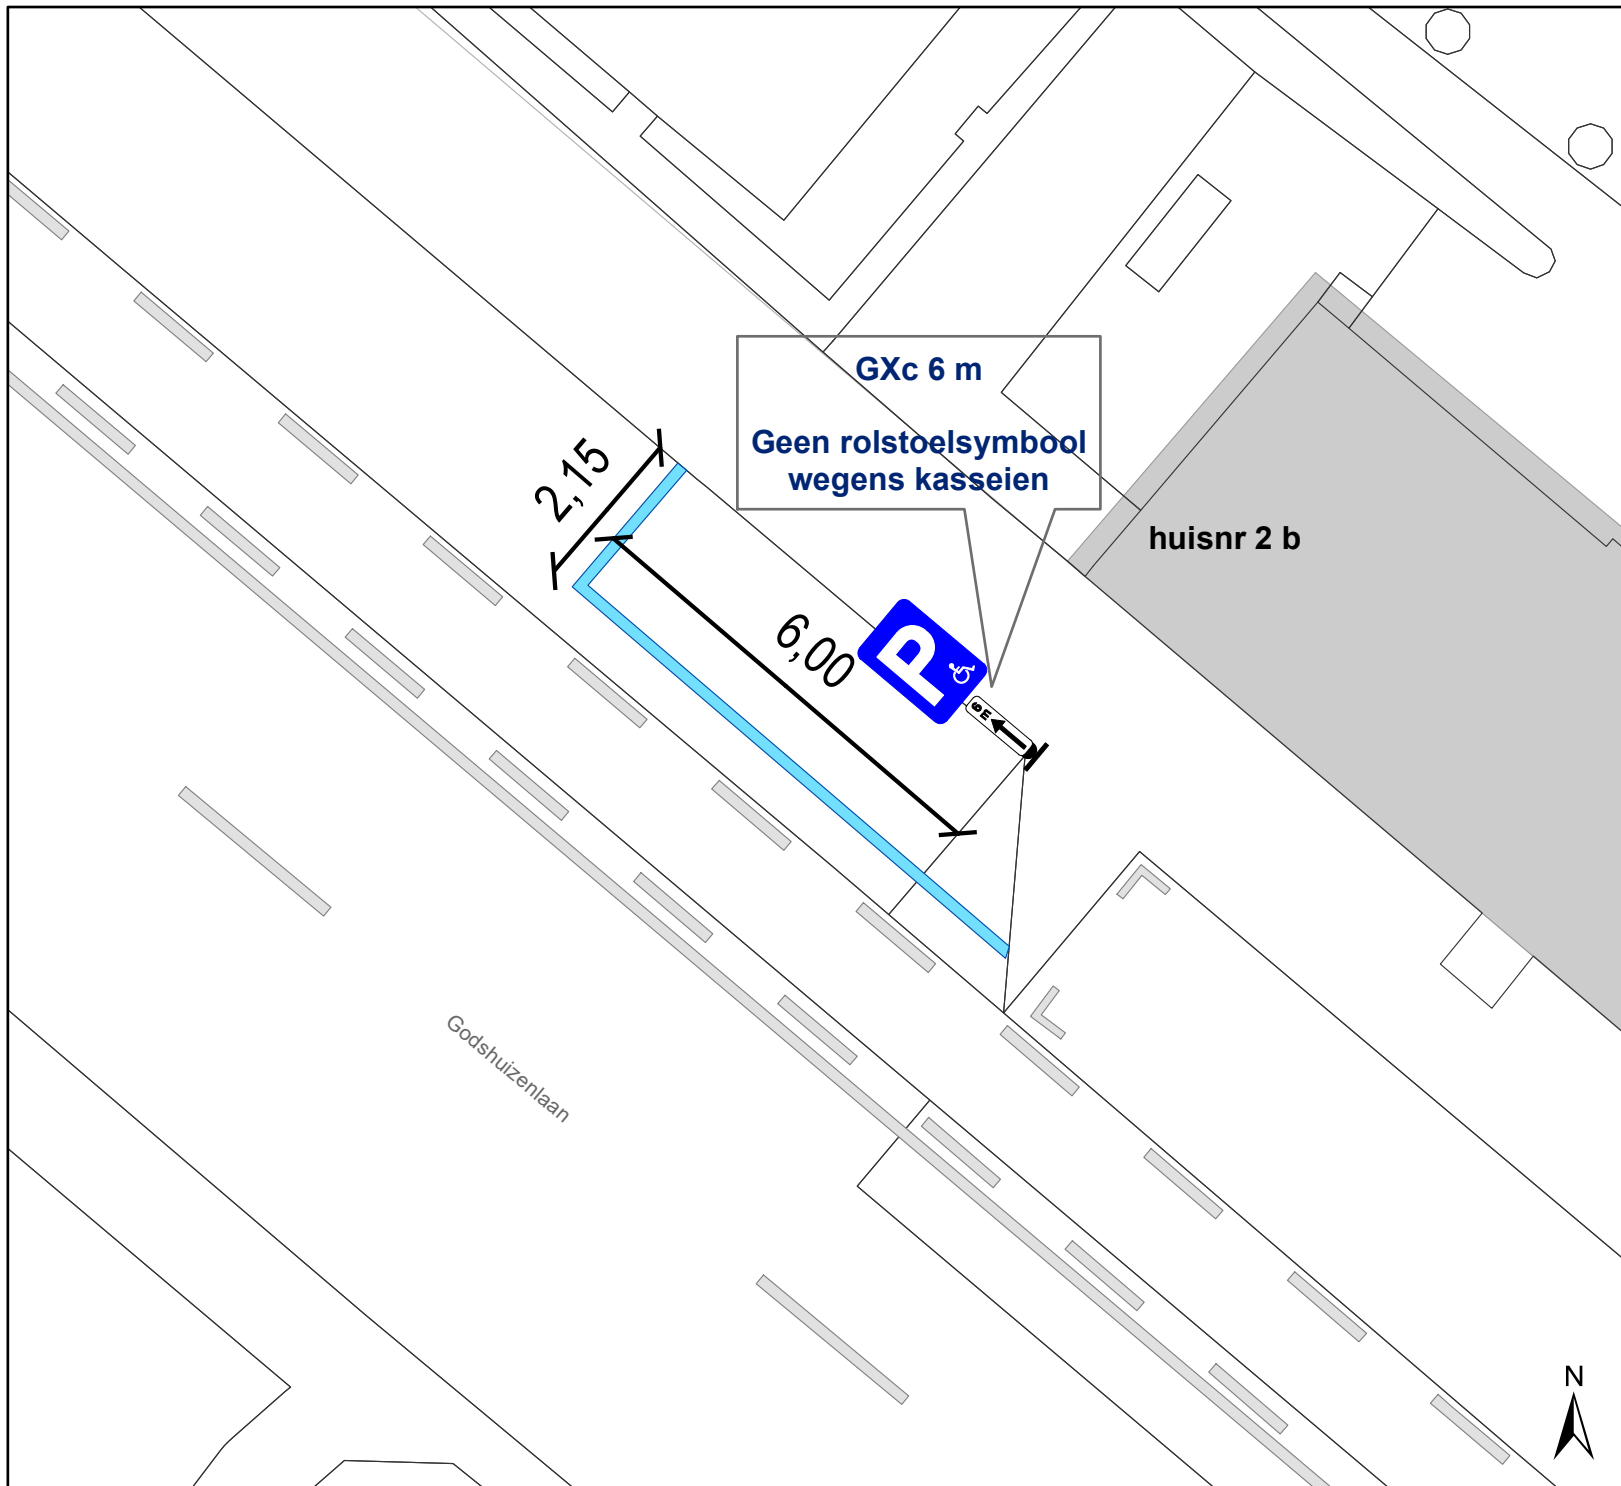 GXc 6 m
Geen rolstoelsymbool
wegens kasseien
2,15
huisnr 2 b
6,00
P
6 m
Godshuizenlaan
N